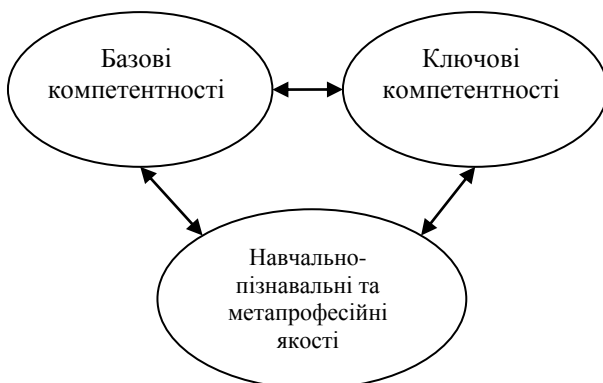 Базові
компетентності
Ключові
компетентності
Навчально-
пізнавальні та
метапрофесійні
якості